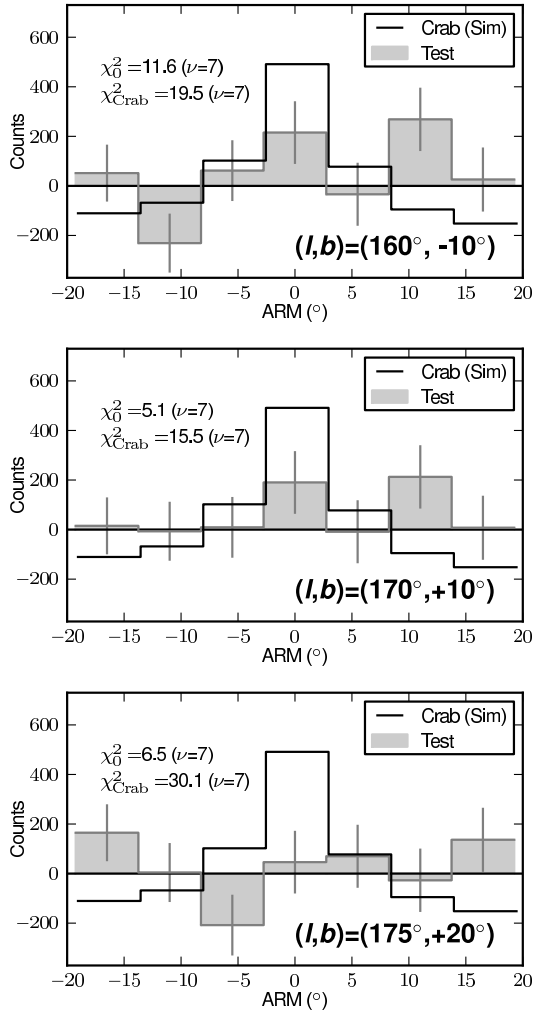 600
400
200
0
−200
Counts
χ²₀ =11.6 (ν=7)
χ²Crab =19.5 (ν=7)
Crab (Sim)
Test
(l,b)=(160°, -10°)
−20 −15 −10 −5 0 5 10 15 20
ARM (°)
600
400
200
0
−200
Counts
χ²₀ =5.1 (ν=7)
χ²Crab =15.5 (ν=7)
Crab (Sim)
Test
(l,b)=(170°,+10°)
−20 −15 −10 −5 0 5 10 15 20
ARM (°)
600
400
200
0
−200
Counts
χ²₀ =6.5 (ν=7)
χ²Crab =30.1 (ν=7)
Crab (Sim)
Test
(l,b)=(175°,+20°)
−20 −15 −10 −5 0 5 10 15 20
ARM (°)